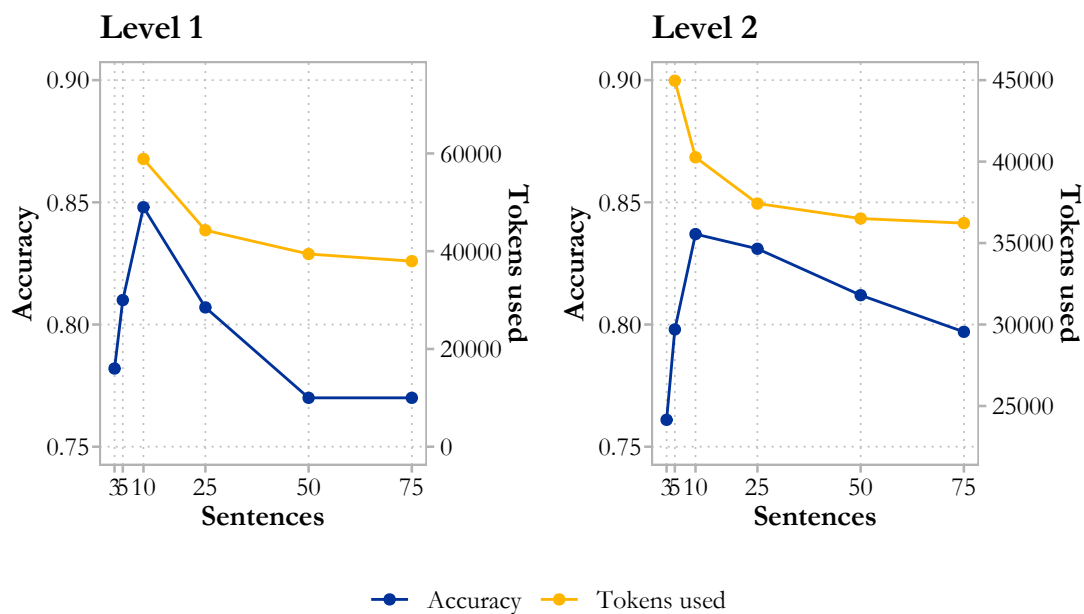 Level 1
0.90
0.85
0.80
0.75
Accuracy
60000
40000
20000
0
Tokens used
3 5 10 25 50 75
Sentences
Level 2
0.90
0.85
0.80
0.75
Accuracy
45000
40000
35000
30000
25000
Tokens used
3 5 10 25 50 75
Sentences
Accuracy Tokens used